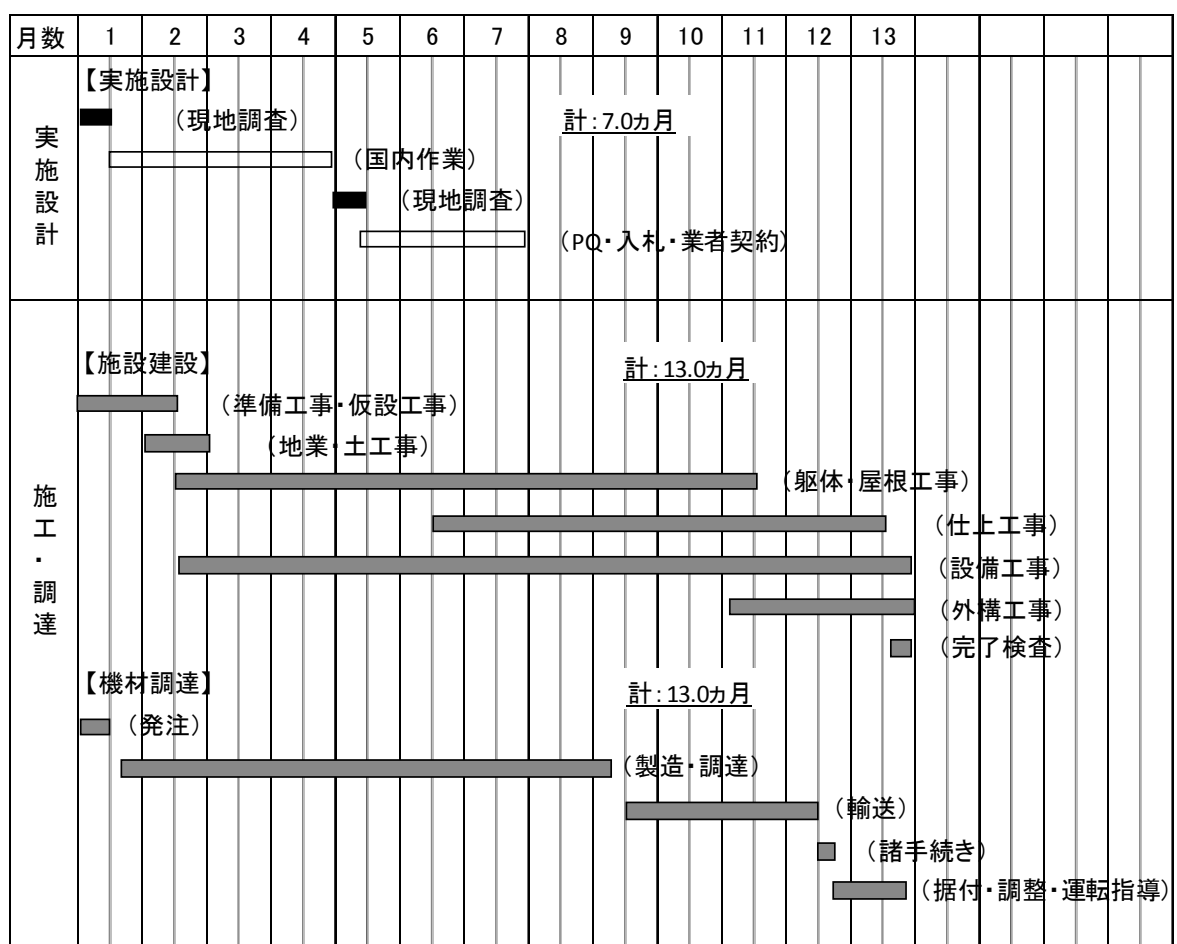 月数 1 2 3 4 5 6 7 8 9 10 11 12 13
実施設計
【実施設計】
（現地調査）
計：7.0ヵ月
（国内作業）
（現地調査）
（PQ・入札・業者契約）
施工・調達
【施設建設】
計：13.0ヵ月
（準備工事・仮設工事）
（地業・土工事）
（躯体・屋根工事）
（仕上工事）
（設備工事）
（外構工事）
（完了検査）
【機材調達】
計：13.0ヵ月
（発注）
（製造・調達）
（輸送）
（諸手続き）
（据付・調整・運転指導）